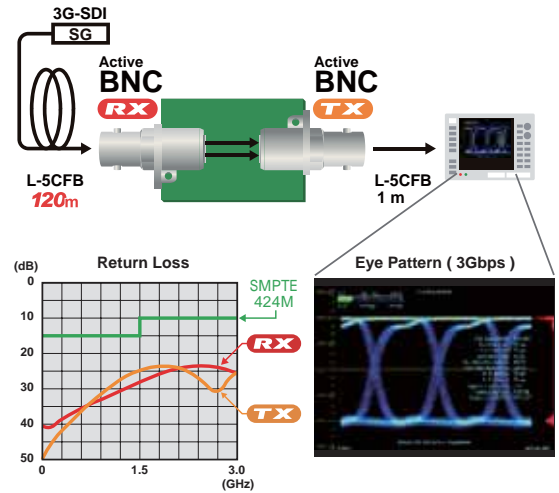 3G-SDI
SG
Active
BNC
RX
Active
BNC
TX
L-5CFB
120m
L-5CFB
1 m
Return Loss
(dB)
0
10
20
30
40
50
0
1.5
3.0
(GHz)
SMPTE
424M
RX
TX
Eye Pattern ( 3Gbps )